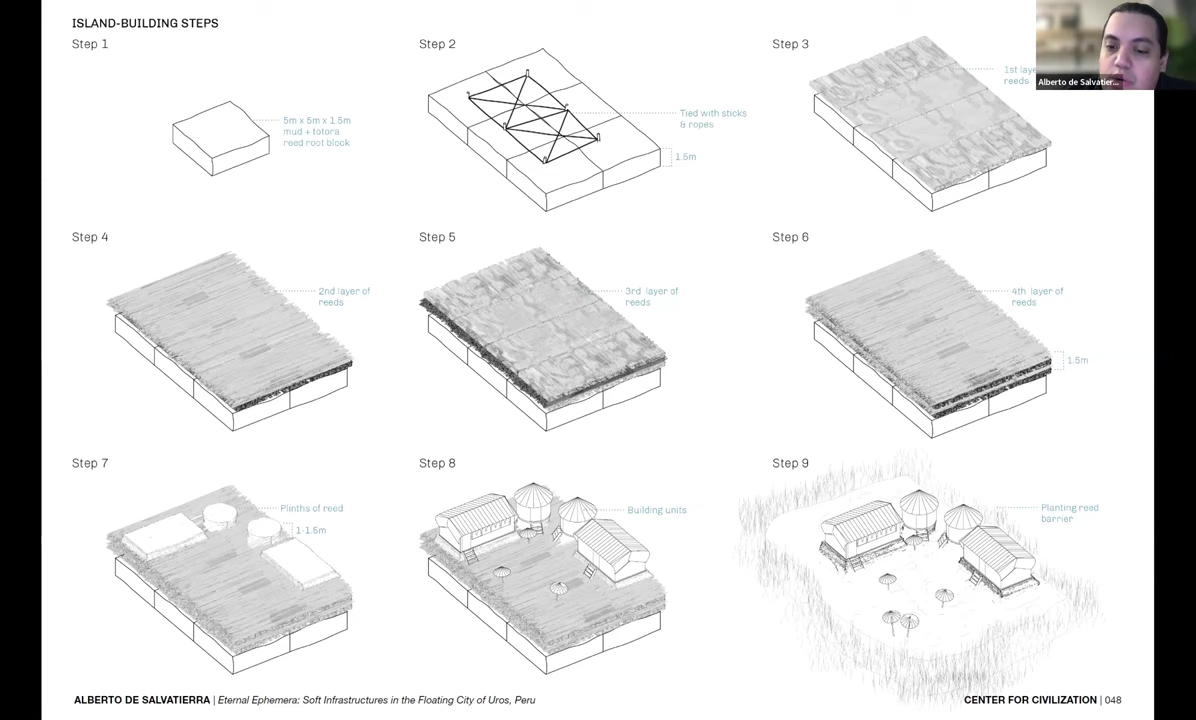 ISLAND-BUILDING STEPS
Step 1
5m x 5m x 1.5m
mud + totora
reed root block
Step 2
Tied with sticks
& ropes
1.5m
Step 3
1st laye
reeds
Alberto de Salvatier...
Step 4
2nd layer of
reeds
Step 5
3rd layer of
reeds
Step 6
4th layer of
reeds
1.5m
Step 7
Plinths of reed
1-1.5m
Step 8
Building units
Step 9
Planting reed
barrier
ALBERTO DE SALVATIERRA | Eternal Ephemera: Soft Infrastructures in the Floating City of Uros, Peru
CENTER FOR CIVILIZATION | 048